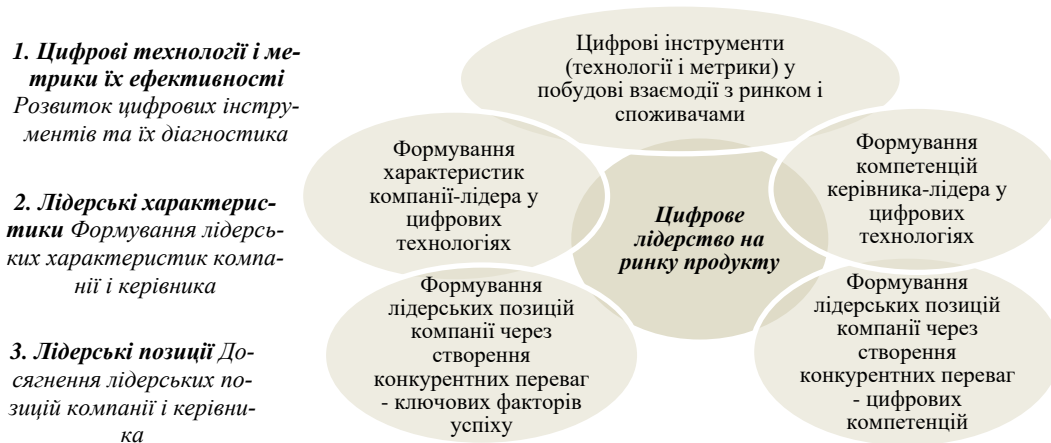 1. Цифрові технології і ме-
трики їх ефективності
Розвиток цифрових інстру-
ментів та їх діагностика
2. Лідерські характерис-
тики Формування лідерсь-
ких характеристик компа-
нії і керівника
3. Лідерські позиції До-
сягнення лідерських по-
зицій компанії і керівни-
ка
Цифрові інструменти
(технології і метрики) у
побудові взаємодії з ринком і
споживачами
Формування
характеристик
компанії-лідера у
цифрових
технологіях
Цифрове
лідерство на
ринку продукту
Формування
компетенцій
керівника-лідера у
цифрових
технологіях
Формування
лідерських позицій
компанії через
створення
конкурентних переваг
- ключових факторів
успіху
Формування
лідерських позицій
компанії через
створення
конкурентних переваг
- цифрових
компетенцій